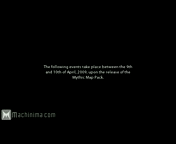 The following events take place between the 9th
and 10th of April, 2009, upon the release of the
Mythic Map Pack.
Machinima.com